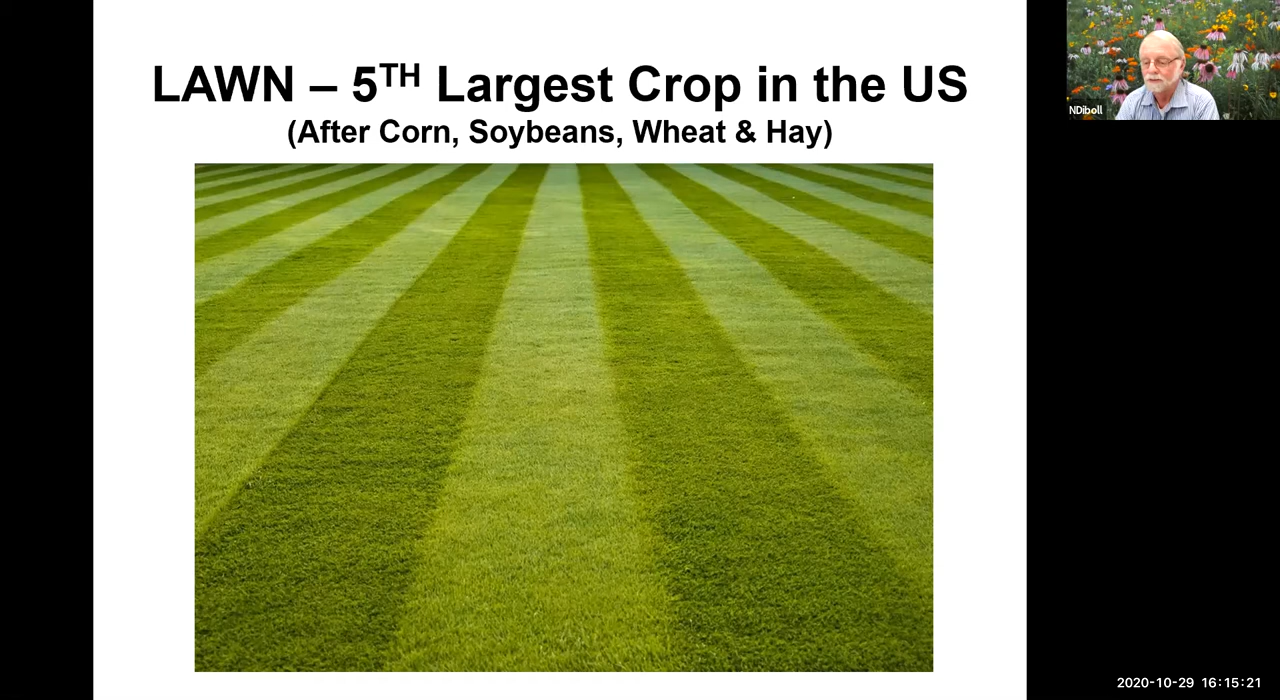 LAWN – 5TH Largest Crop in the US
(After Corn, Soybeans, Wheat & Hay)
NDiboll
2020-10-29 16:15:21